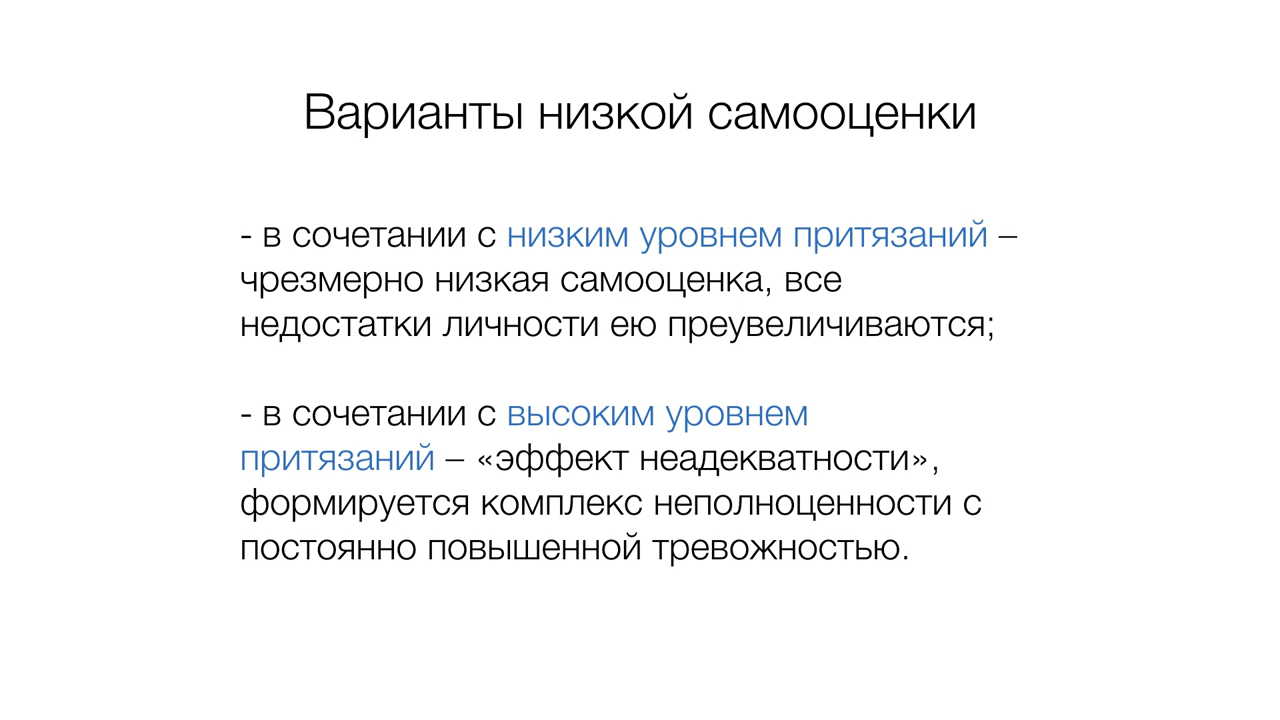 Варианты низкой самооценки
- в сочетании с низким уровнем притязаний –
чрезмерно низкая самооценка, все
недостатки личности ею преувеличиваются;
- в сочетании с высоким уровнем
притязаний – «эффект неадекватности»,
формируется комплекс неполноценности с
постоянно повышенной тревожностью.